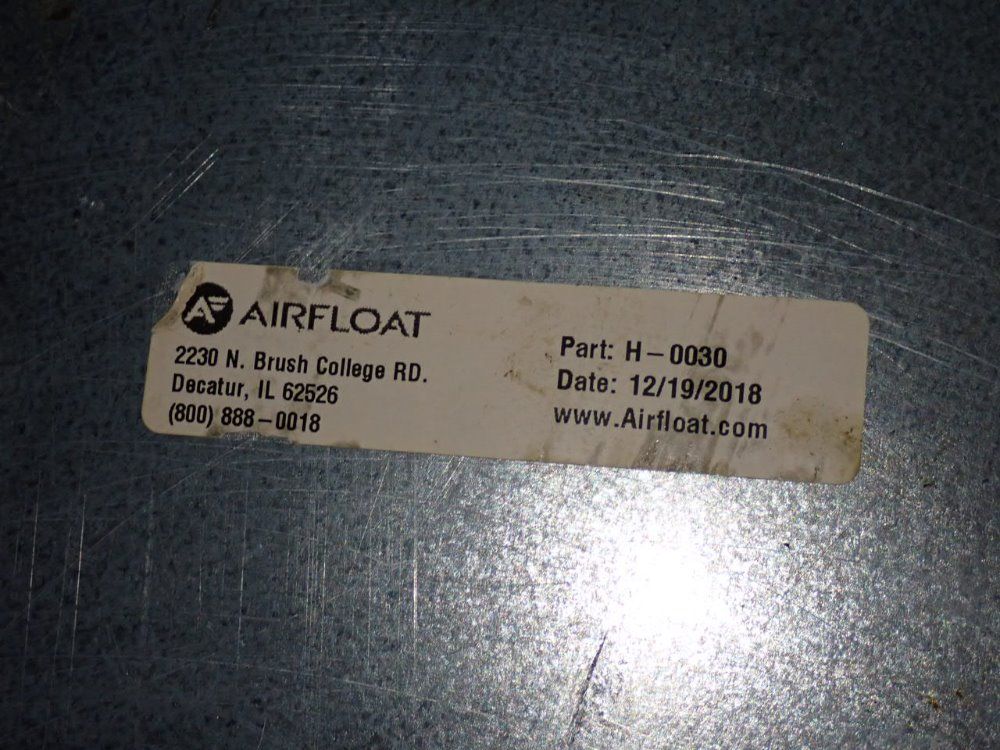 AF AIRFLOAT
2230 N. Brush College RD.
Decatur, IL 62526
(800) 888-0018
Part: H-0030
Date: 12/19/2018
www.Airfloat.com